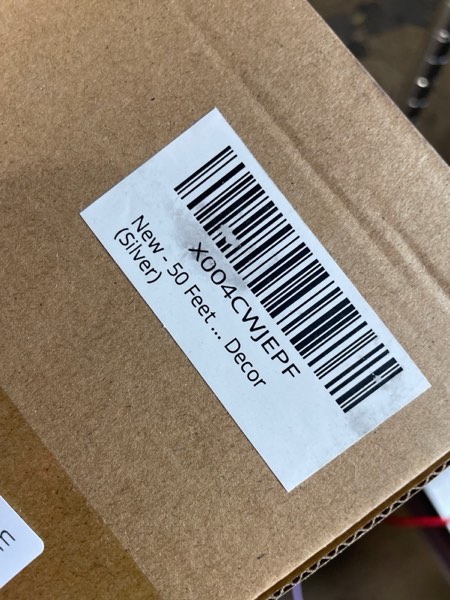 X004CWJEPF
New - 50 Feet ... Decor
(Silver)